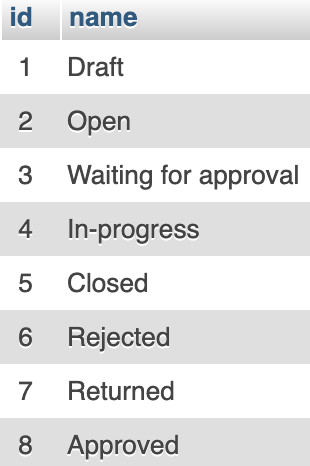 id name
1 Draft
2 Open
3 Waiting for approval
4 In-progress
5 Closed
6 Rejected
7 Returned
8 Approved